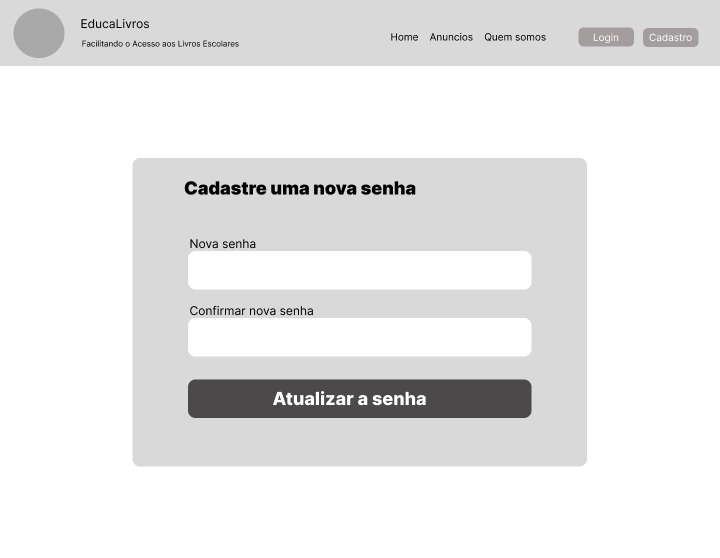 EducaLivros
Facilitando o Acesso aos Livros Escolares
Home Anuncios Quem somos Login Cadastro
Cadastre uma nova senha
Nova senha
Confirmar nova senha
Atualizar a senha